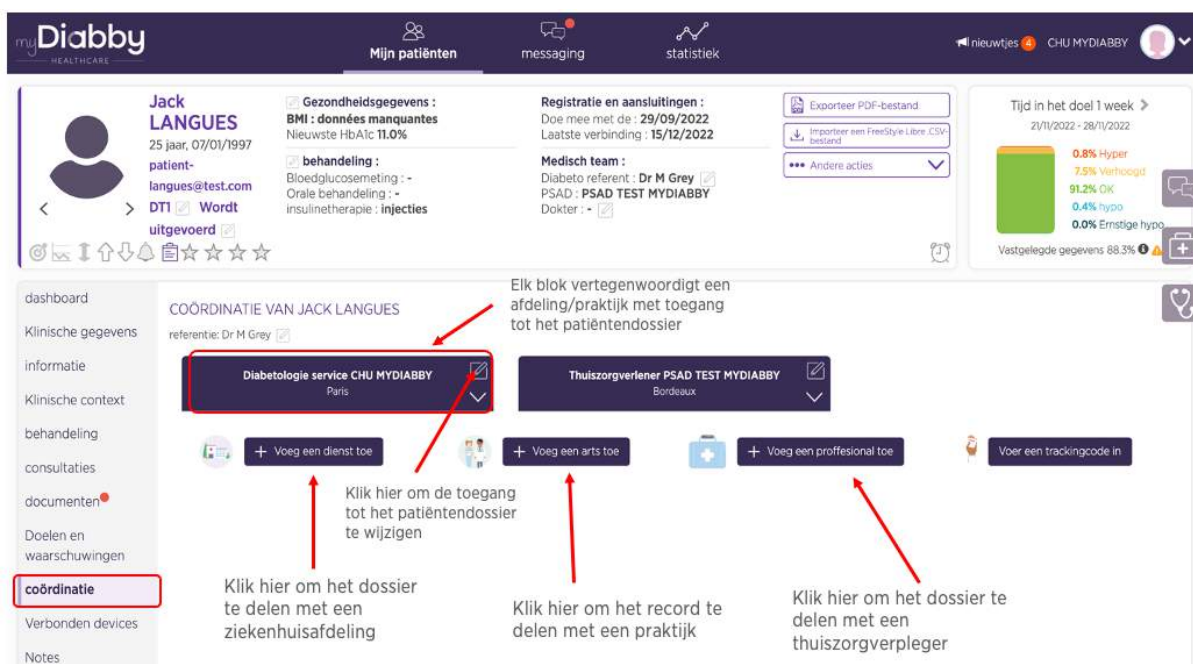 myDiabby
HEALTHCARE
Mijn patiënten
messaging
statistiek
nieuwtjes 4
CHU MYDIABBY
Jack
LANGUES
25 jaar, 07/01/1997
patient-
langues@test.com
DT1 Wordt
uitgevoerd
Gezondheidsgegevens :
BMI : données manquantes
Nieuwste HbA1c 11.0%
behandeling :
Bloedglucosemeting : -
Orale behandeling : -
insulinetherapie : injecties
Registratie en aansluitingen :
Doe mee met de : 29/09/2022
Laatste verbinding : 15/12/2022
Medisch team :
Diabeto referent : Dr M Grey
PSAD : PSAD TEST MYDIABBY
Dokter : -
Exporteer PDF-bestand
Importeer een FreeStyle Libre .CSV-
bestand
Andere acties
Tijd in het doel 1 week
21/11/2022 - 28/11/2022
0.8% Hyper
7.5% Verhoogd
91.2% OK
0.4% hypo
0.0% Ernstige hypo
Vastgelegde gegevens 88.3%
dashboard
Klinische gegevens
informatie
Klinische context
behandeling
consultaties
documenten
Doelen en
waarschuwingen
coördinatie
Verbonden devices
Notes
COÖRDINATIE VAN JACK LANGUES
referentie: Dr M Grey
Elk blok vertegenwoordigt een
afdeling/praktijk met toegang
tot het patiëntendossier
Diabetologie service CHU MYDIABBY
Paris
Thuiszorgverlener PSAD TEST MYDIABBY
Bordeaux
+ Voeg een dienst toe
+ Voeg een arts toe
+ Voeg een proffesional toe
Voer een trackingcode in
Klik hier om de toegang
tot het patiëntendossier
te wijzigen
Klik hier om het dossier
te delen met een
ziekenhuisafdeling
Klik hier om het record te
delen met een praktijk
Klik hier om het dossier te
delen met een
thuiszorgverpleger